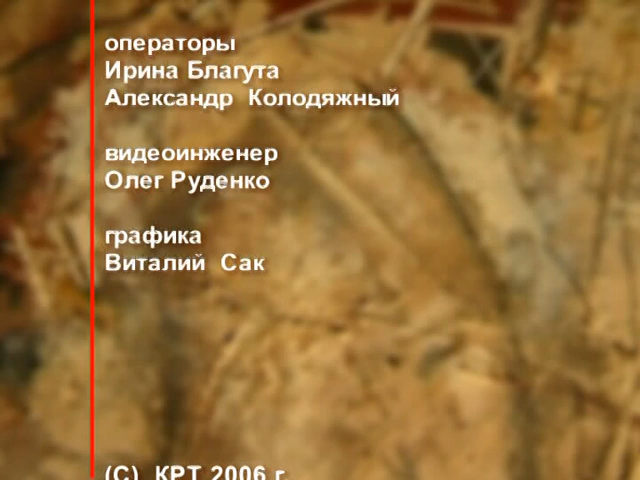 операторы
Ирина Благута
Александр Колодяжный
видеоинженер
Олег Руденко
графика
Виталий Сак
(C) КРТ 2006 г